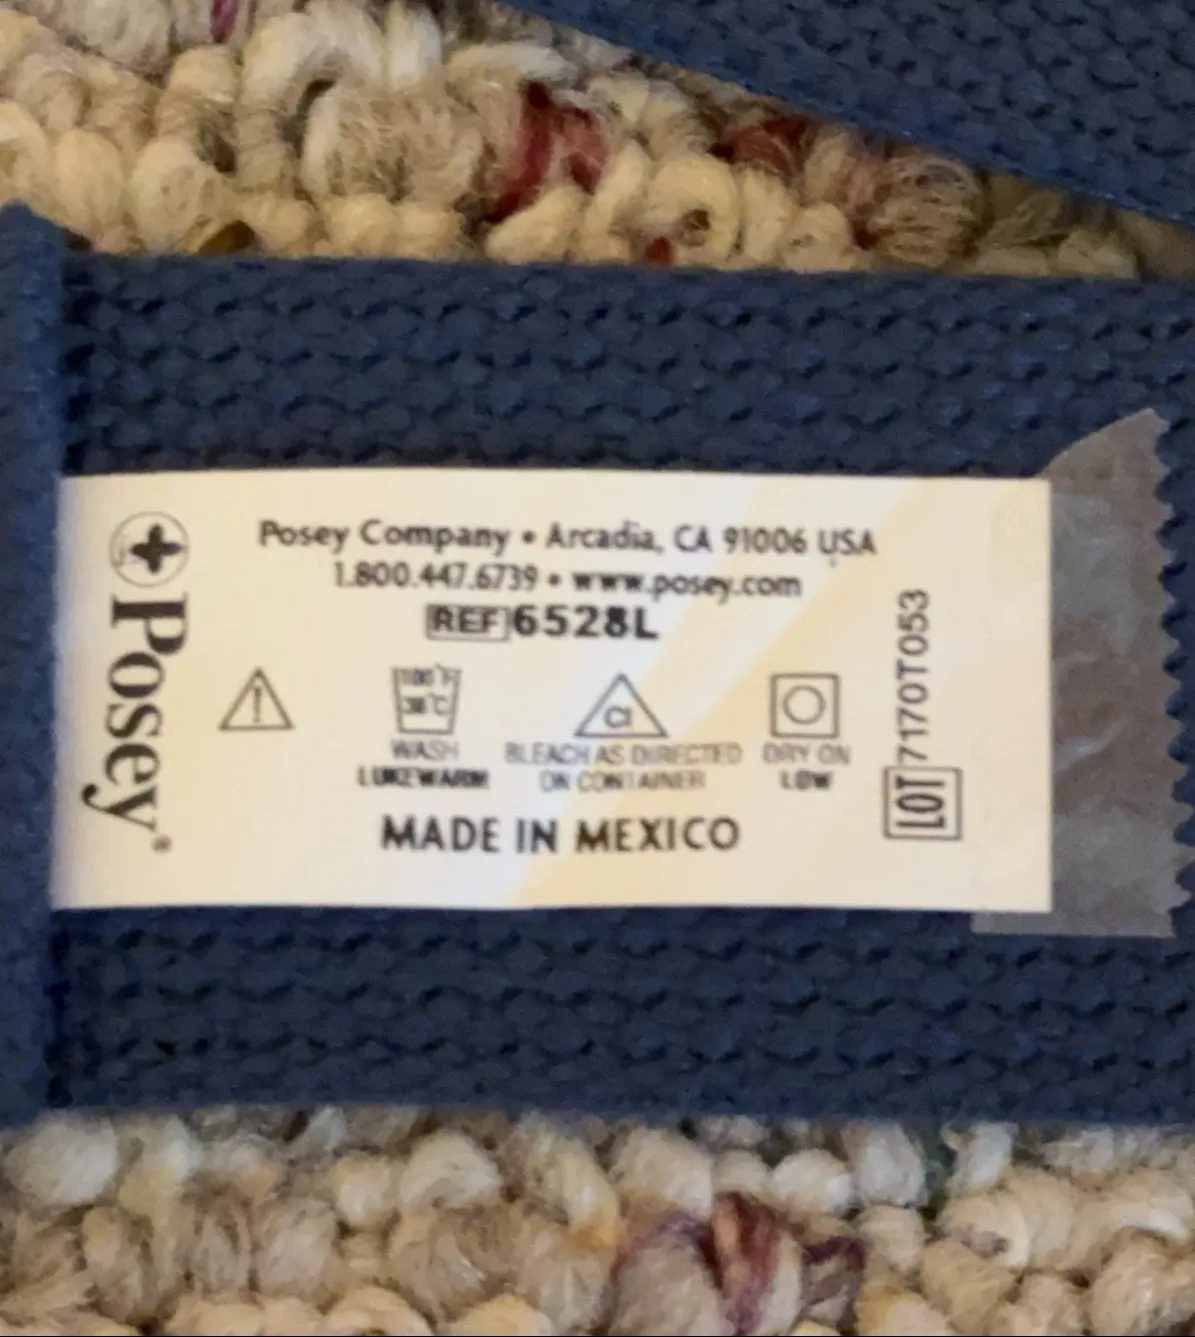 Posey®
Posey Company • Arcadia, CA 91006 USA
1.800.447.6739 • www.posey.com
REF 6528L
100°F
38°C
WASH
LUKEWARM
Cl
BLEACH AS DIRECTED
ON CONTAINER
DRY ON
LOW
MADE IN MEXICO
LOT 7170T053